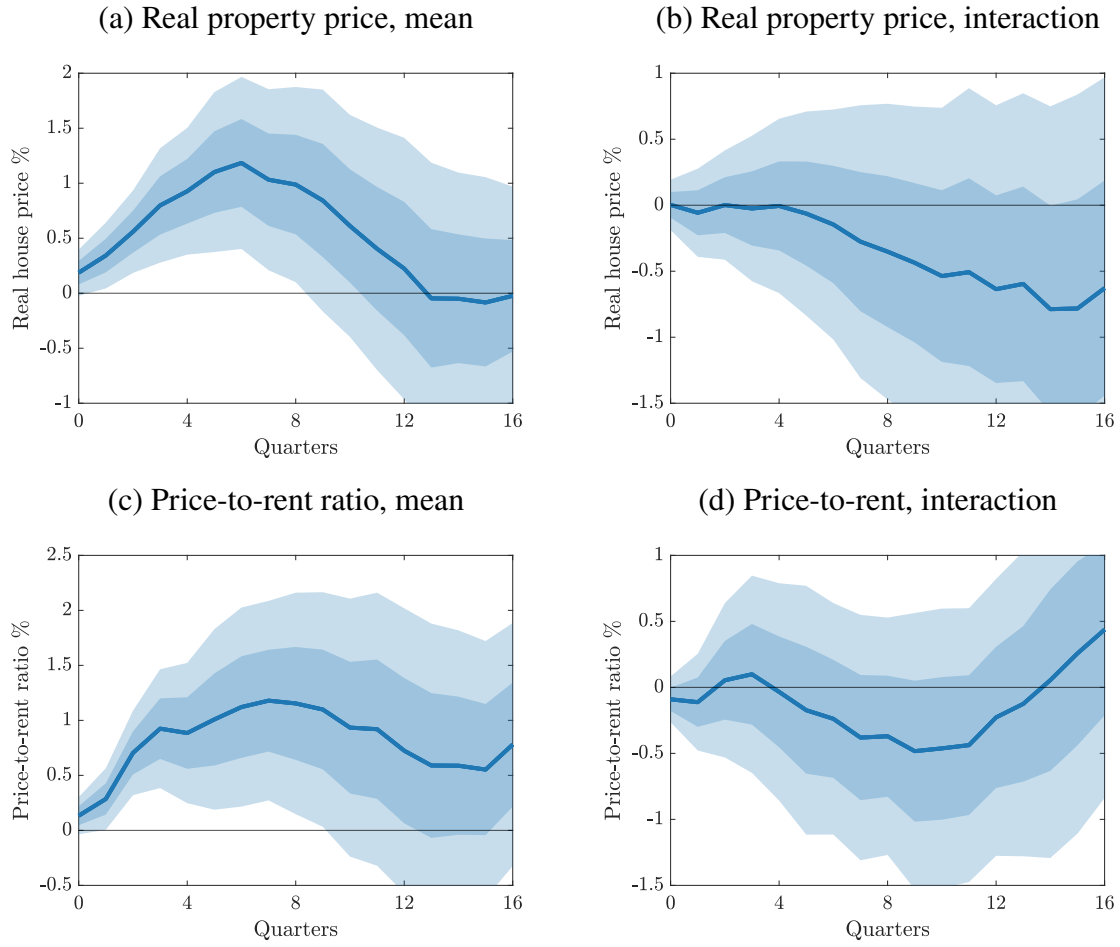 (a) Real property price, mean
Real house price %
2
1.5
1
0.5
0
-0.5
-1
0 4 8 12 16
Quarters
(b) Real property price, interaction
Real house price %
1
0.5
0
-0.5
-1
-1.5
0 4 8 12 16
Quarters
(c) Price-to-rent ratio, mean
Price-to-rent ratio %
2.5
2
1.5
1
0.5
0
-0.5
0 4 8 12 16
Quarters
(d) Price-to-rent, interaction
Price-to-rent ratio %
1
0.5
0
-0.5
-1
-1.5
0 4 8 12 16
Quarters